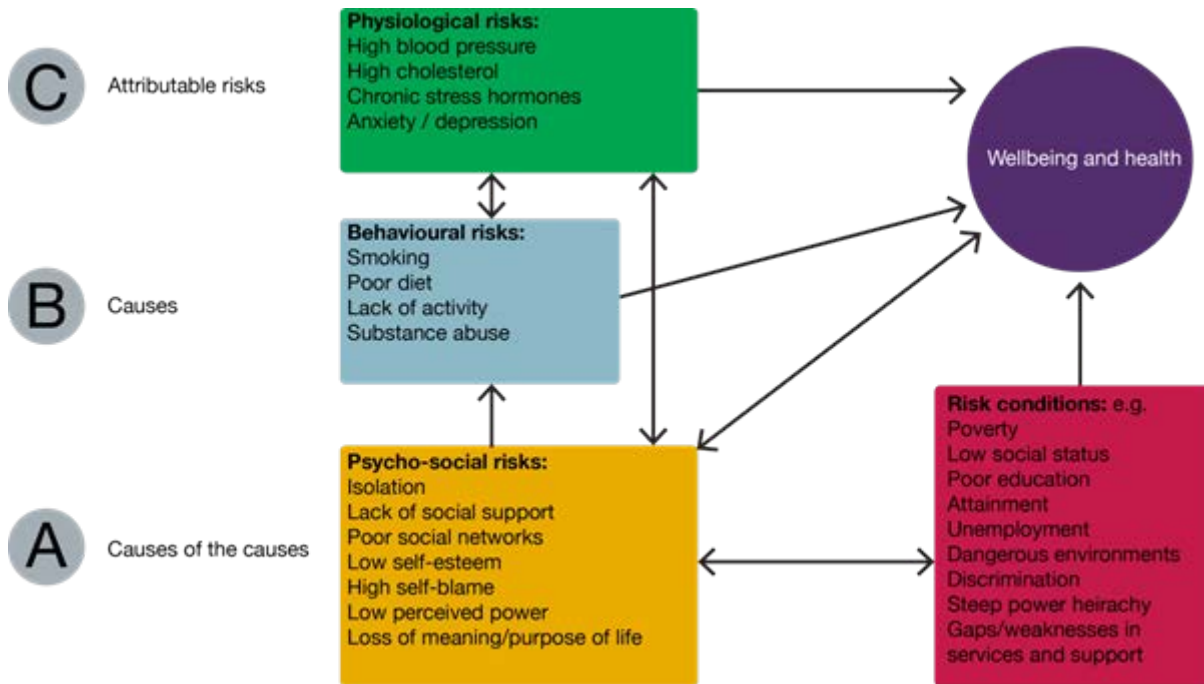 C
Attributable risks
Physiological risks:
High blood pressure
High cholesterol
Chronic stress hormones
Anxiety / depression
Wellbeing and health
B
Causes
Behavioural risks:
Smoking
Poor diet
Lack of activity
Substance abuse
A
Causes of the causes
Psycho-social risks:
Isolation
Lack of social support
Poor social networks
Low self-esteem
High self-blame
Low perceived power
Loss of meaning/purpose of life
Risk conditions: e.g.
Poverty
Low social status
Poor education
Attainment
Unemployment
Dangerous environments
Discrimination
Steep power heirachy
Gaps/weaknesses in
services and support